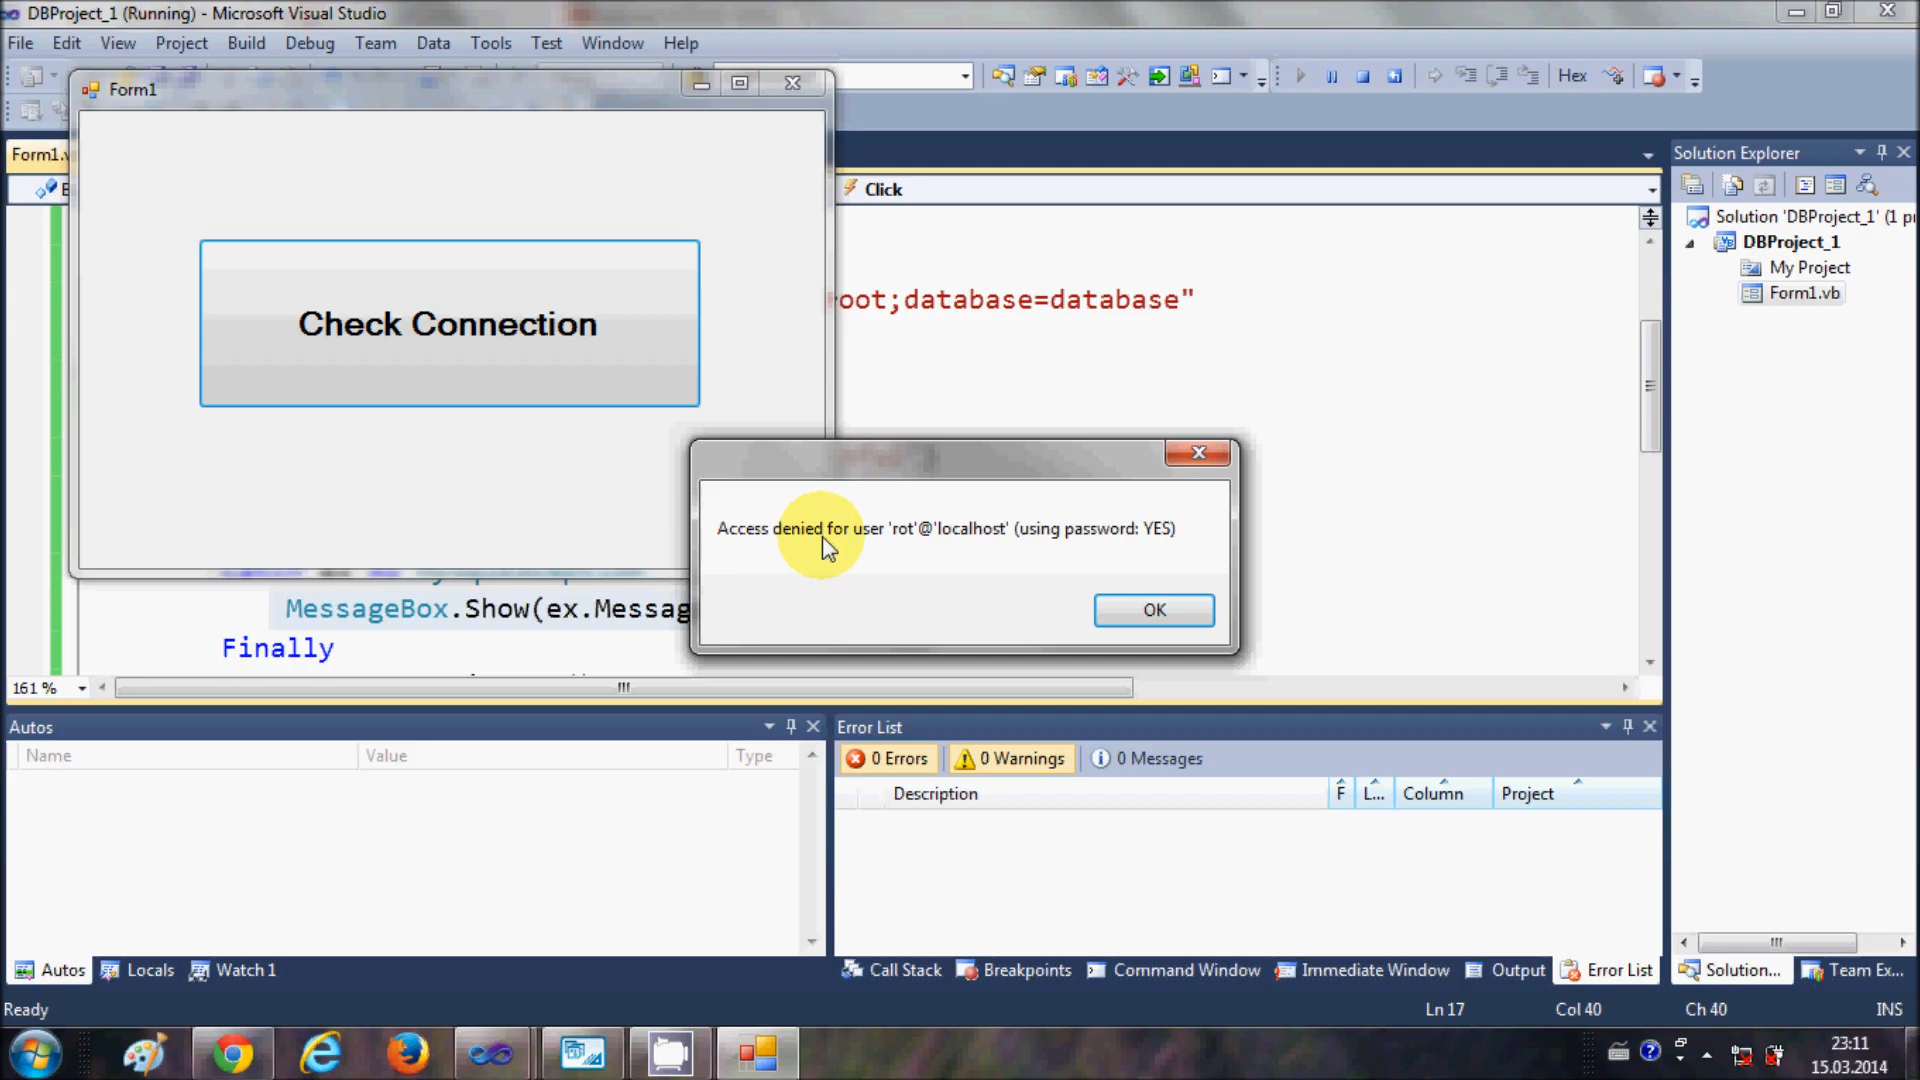 DBProject_1 (Running) - Microsoft Visual Studio
File Edit View Project Build Debug Team Data Tools Test Window Help
Form1
Hex
Form1.v
Click
Solution Explorer
Solution 'DBProject_1' (1 pr
DBProject_1
My Project
Form1.vb
Check Connection
oot;database=database"
Access denied for user 'rot'@'localhost' (using password: YES)
OK
MessageBox.Show(ex.Messag
Finally
161 %
Autos
Name Value Type
Error List
0 Errors 0 Warnings 0 Messages
Description F L... Column Project
Autos Locals Watch 1
Call Stack Breakpoints Command Window Immediate Window Output Error List
Solution... Team Ex...
Ready Ln 17 Col 40 Ch 40 INS
23:11
15.03.2014